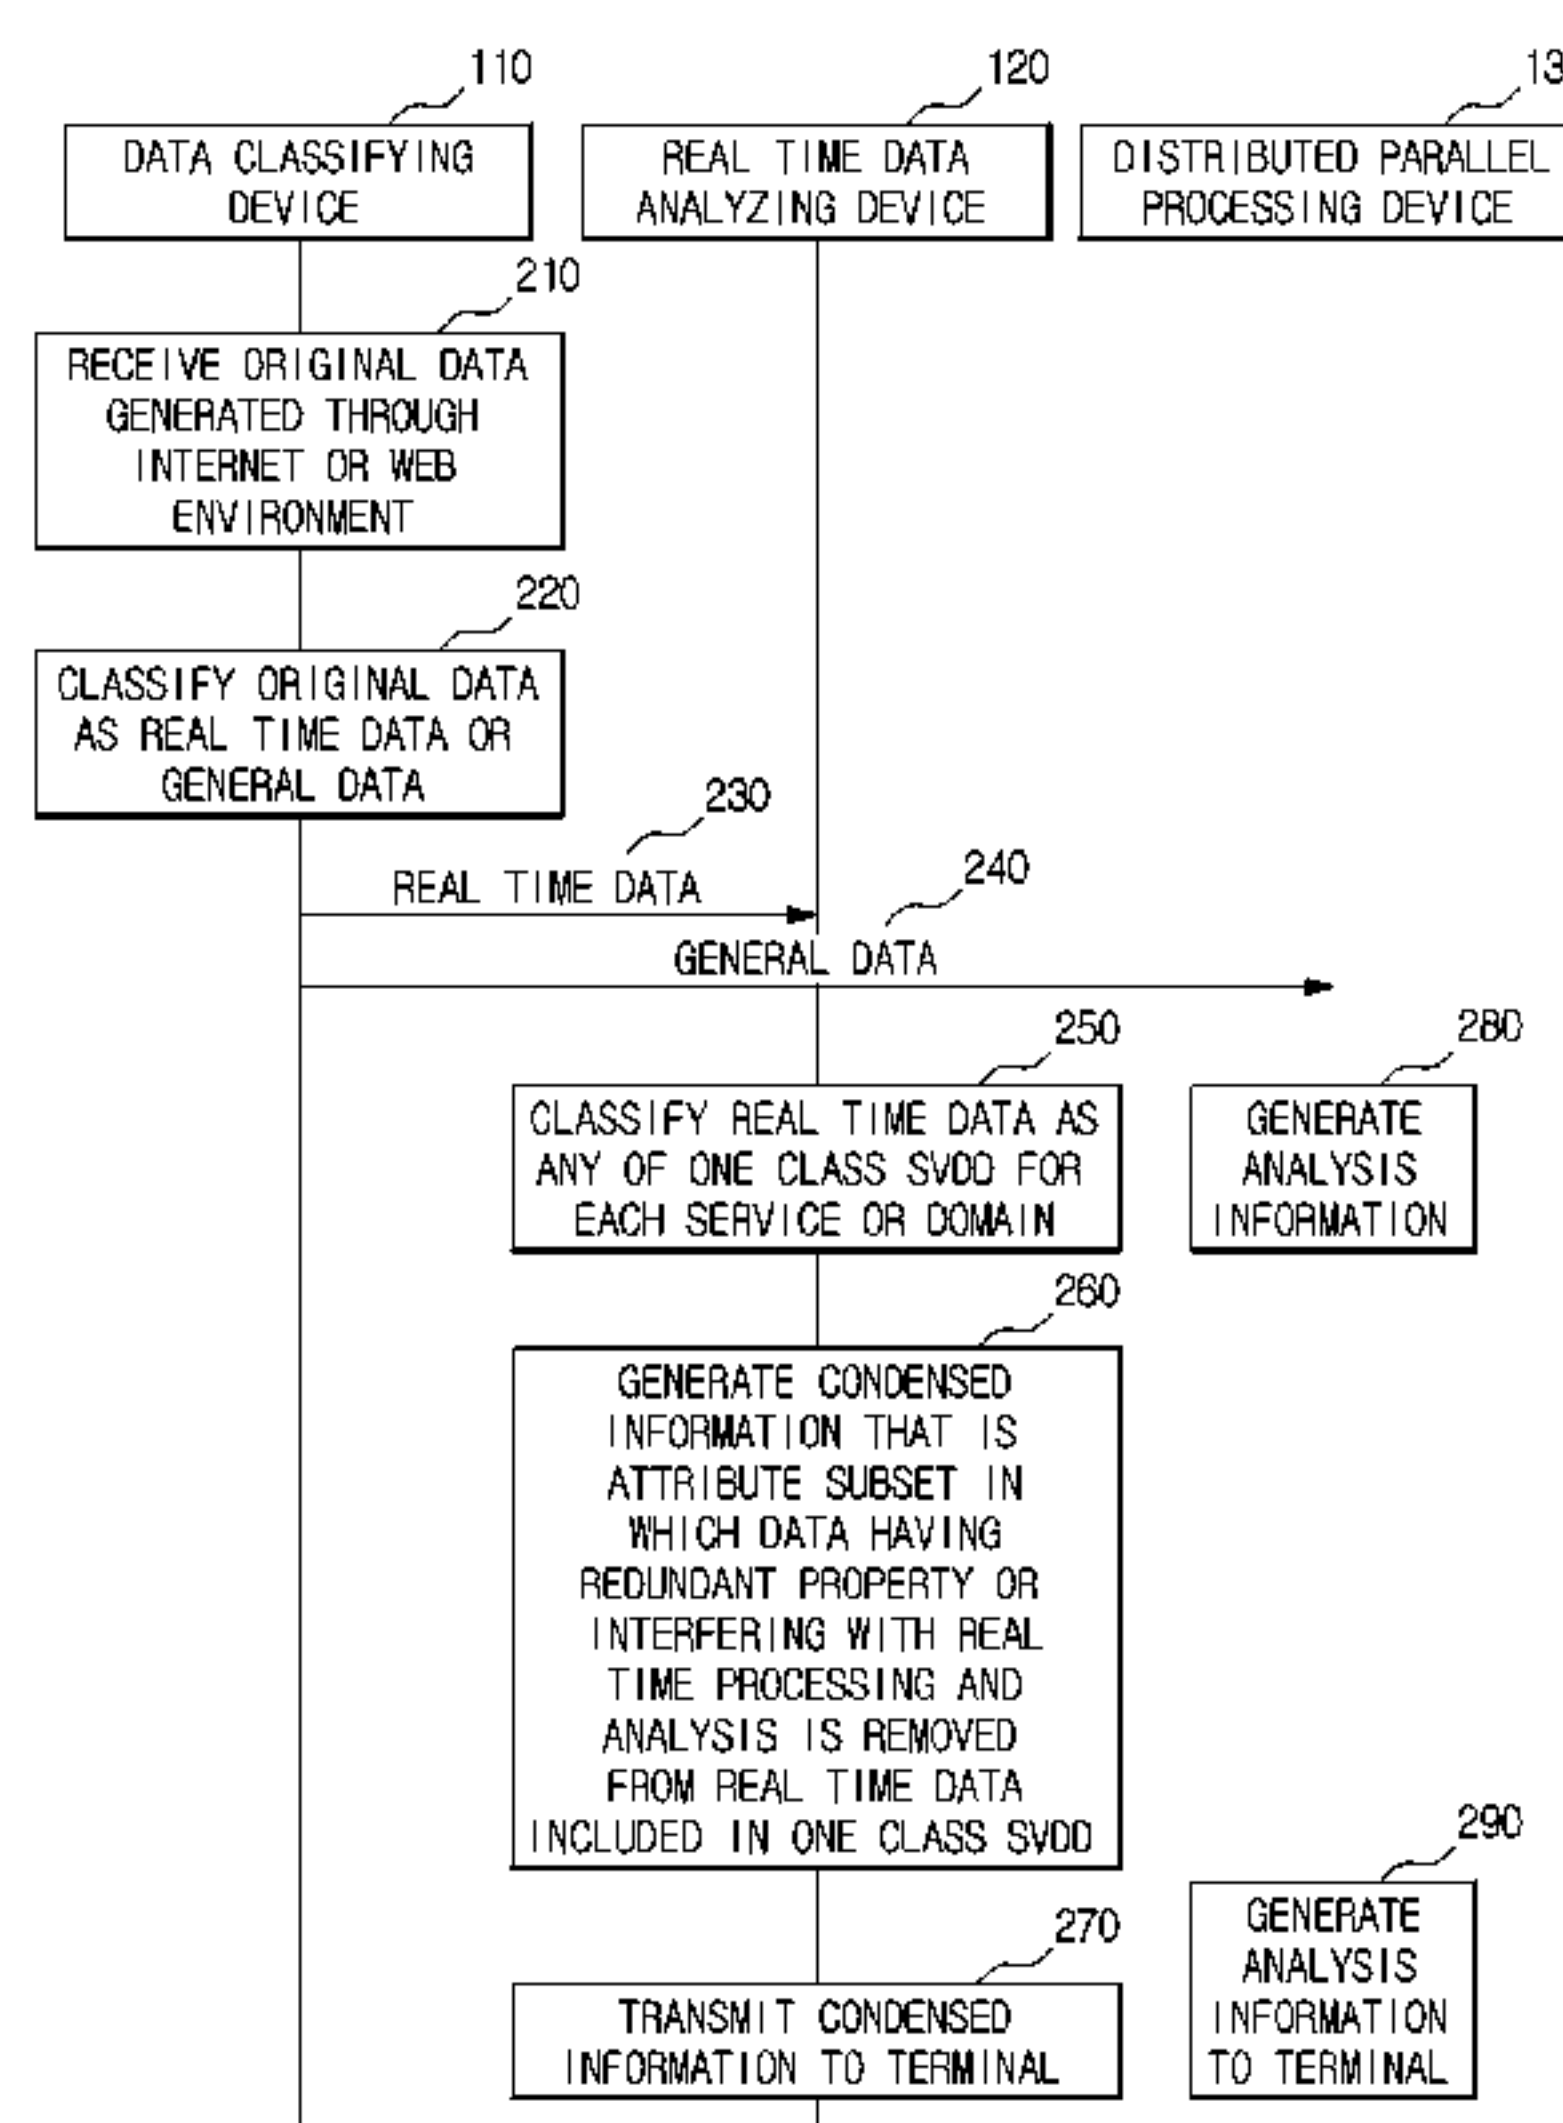 110
120
13
DATA CLASSIFYING
DEVICE
REAL TIME DATA
ANALYZING DEVICE
DISTRIBUTED PARALLEL
PROCESSING DEVICE
210
RECEIVE ORIGINAL DATA
GENERATED THROUGH
INTERNET OR WEB
ENVIRONMENT
220
CLASSIFY ORIGINAL DATA
AS REAL TIME DATA OR
GENERAL DATA
230
REAL TIME DATA
240
GENERAL DATA
250
CLASSIFY REAL TIME DATA AS
ANY OF ONE CLASS SVDD FOR
EACH SERVICE OR DOMAIN
280
GENERATE
ANALYSIS
INFORMATION
260
GENERATE CONDENSED
INFORMATION THAT IS
ATTRIBUTE SUBSET IN
WHICH DATA HAVING
REDUNDANT PROPERTY OR
INTERFERING WITH REAL
TIME PROCESSING AND
ANALYSIS IS REMOVED
FROM REAL TIME DATA
INCLUDED IN ONE CLASS SVDD
270
TRANSMIT CONDENSED
INFORMATION TO TERMINAL
290
GENERATE
ANALYSIS
INFORMATION
TO TERMINAL